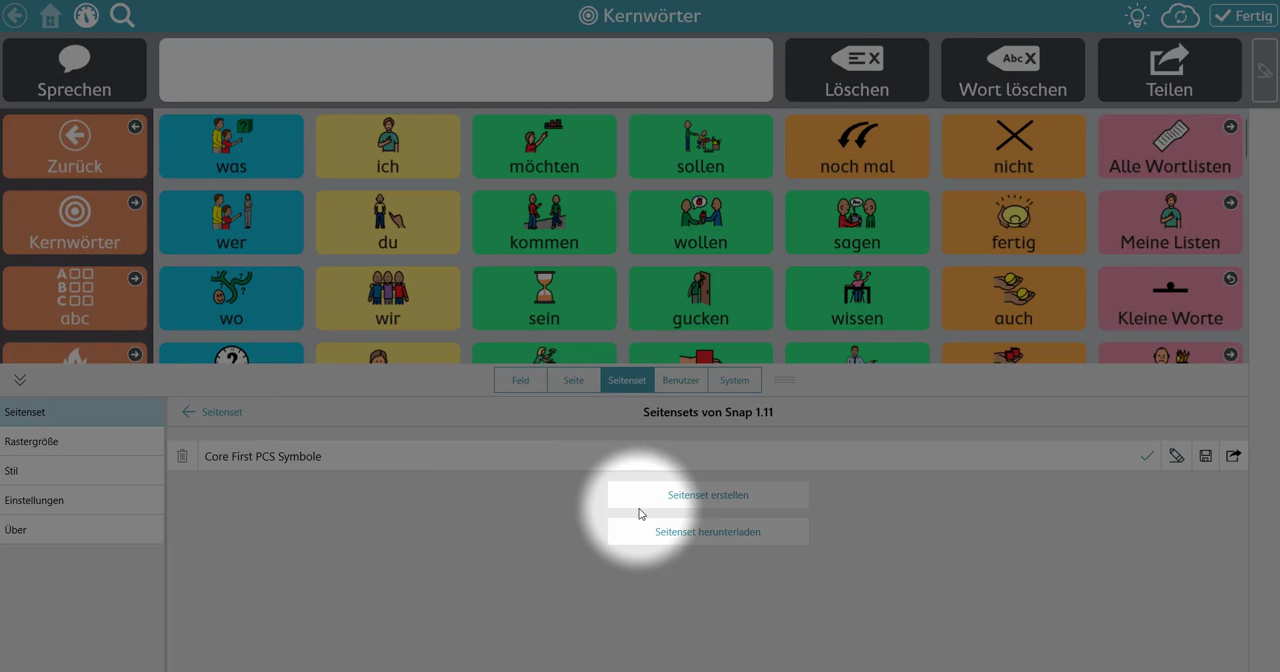 Kernwörter
Fertig
Sprechen
Löschen
Abc X
Wort löschen
Teilen
Zurück
was
ich
möchten
sollen
noch mal
nicht
Alle Wortlisten
Kernwörter
wer
du
kommen
wollen
sagen
fertig
Meine Listen
A
B
C
abc
wo
wir
sein
gucken
wissen
auch
Kleine Worte
Feld
Seite
Seitenset
Benutzer
System
Seitenset
Seitenset
Seitensets von Snap 1.11
Rastergröße
Core First PCS Symbole
Stil
Seitenset erstellen
Einstellungen
Über
Seitenset herunterladen